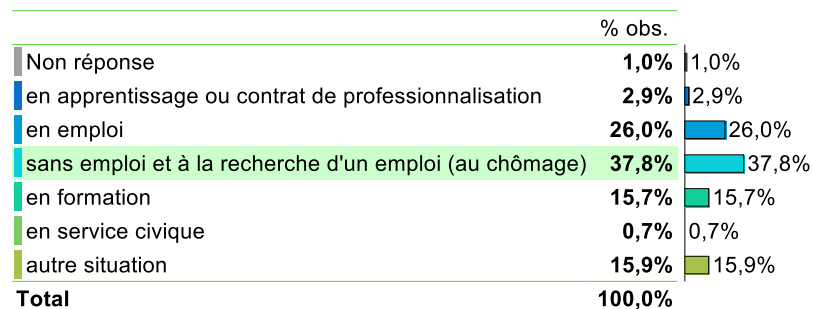 % obs.
Non réponse 1,0% 1,0%
en apprentissage ou contrat de professionnalisation 2,9% 2,9%
en emploi 26,0% 26,0%
sans emploi et à la recherche d'un emploi (au chômage) 37,8% 37,8%
en formation 15,7% 15,7%
en service civique 0,7% 0,7%
autre situation 15,9% 15,9%
Total 100,0%